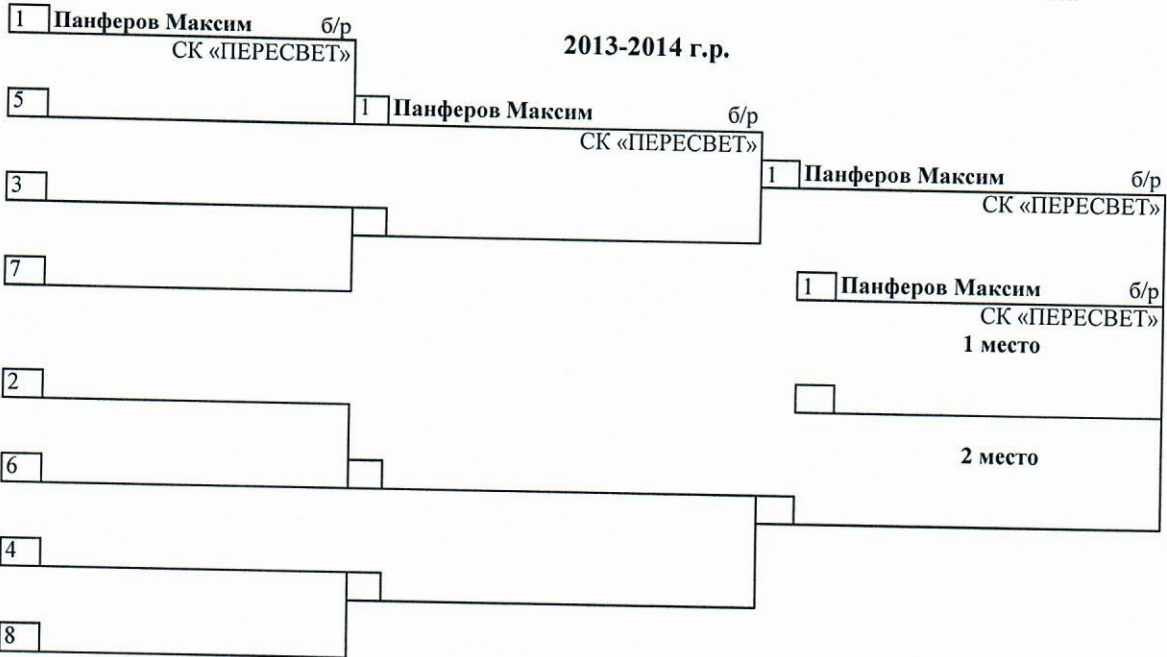 1 Панферов Максим б/р
СК «ПЕРЕСВЕТ»
2013-2014 г.р.
5
1 Панферов Максим б/р
СК «ПЕРЕСВЕТ»
1 Панферов Максим б/р
СК «ПЕРЕСВЕТ»
3
7
1 Панферов Максим б/р
СК «ПЕРЕСВЕТ»
1 место
2
2 место
6
4
8